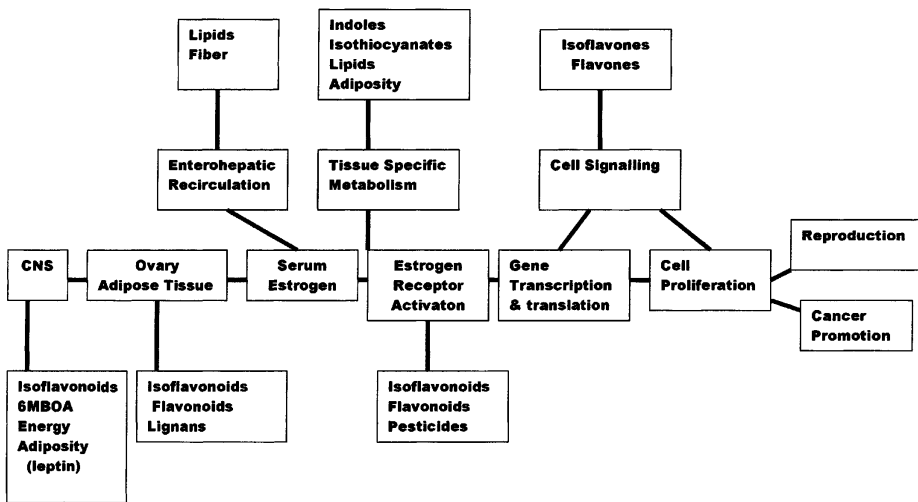 Lipids
Fiber
Indoles
Isothiocyanates
Lipids
Adiposity
Isoflavones
Flavones
Enterohepatic
Recirculation
Tissue Specific
Metabolism
Cell Signalling
CNS
Ovary
Adipose Tissue
Serum
Estrogen
Estrogen
Receptor
Activaton
Gene
Transcription
& translation
Cell
Proliferation
Reproduction
Cancer
Promotion
Isoflavonoids
6MBOA
Energy
Adiposity
(leptin)
Isoflavonoids
Flavonoids
Lignans
Isoflavonoids
Flavonoids
Pesticides